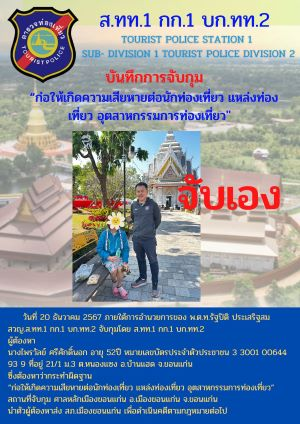 ตำรวจท่องเที่ยว
TOURIST POLICE
ส.ทท.1 กก.1 บก.ทท.2
TOURIST POLICE STATION 1
SUB- DIVISION 1 TOURIST POLICE DIVISION 2
บันทึกการจับกุม
“ก่อให้เกิดความเสียหายต่อนักท่องเที่ยว แหล่งท่อง
เที่ยว อุตสาหกรรมการท่องเที่ยว"
จับเอง
วันที่ 20 ธันวาคม 2567 ภายใต้การอำนวยการของ พ.ต.ท.รัฐปิติ ประเสริฐสม
สวญ.ส.ทท.1 กก.1 บก.ทท.2 จับกุมโดย ส.ทท.1 กก.1 บก.ทท.2
ผู้ต้องหา
นางไพรวัลย์ ศรีศักดิ์นอก อายุ 52ปี หมายเลขบัตรประจำตัวประชาชน 3 3001 00644
93 9 ที่อยู่ 21/1 ม.3 ต.หนองแซง อ.บ้านแฮด จ.ขอนแก่น
ซึ่งต้องหาว่ากระทำผิดฐาน
“ก่อให้เกิดความเสียหายต่อนักท่องเที่ยว แหล่งท่องเที่ยว อุตสาหกรรมการท่องเที่ยว”
สถานที่จับกุม ศาลหลักเมืองขอนแก่น อ.เมืองขอนแก่น จ.ขอนแก่น
นำตัวผู้ต้องหาส่ง สภ.เมืองขอนแก่น เพื่อดำเนินคดีตามกฎหมายต่อไป